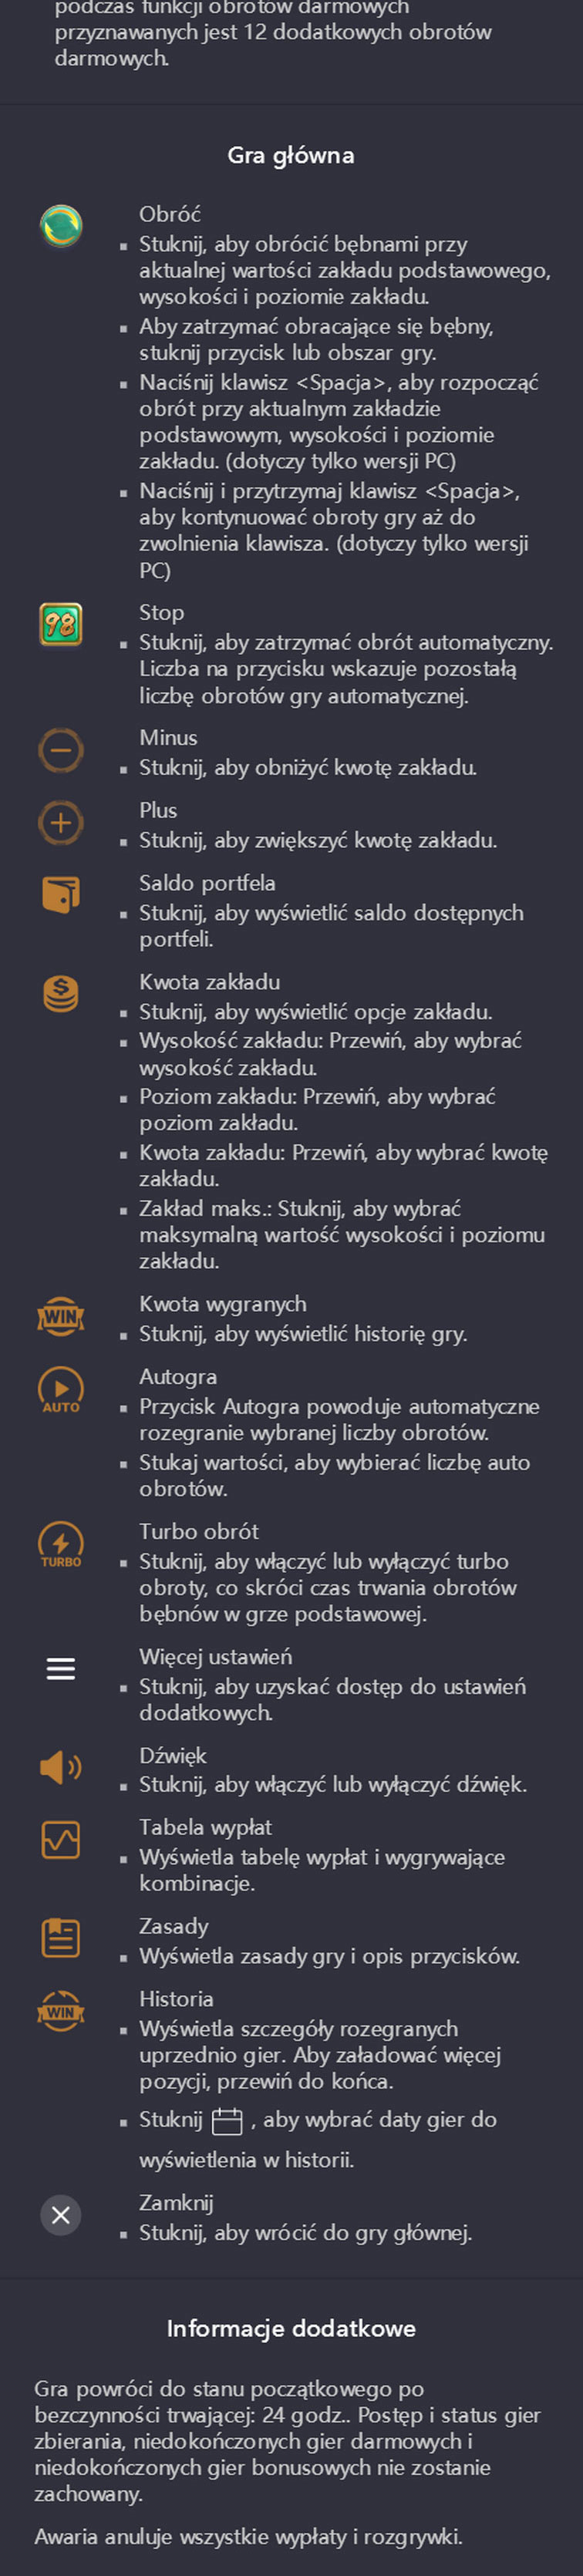 podczas funkcji obrotów darmowych
przyznawanych jest 12 dodatkowych obrotów
darmowych.
Gra główna
Obróć
▪ Stuknij, aby obrócić bębnami przy
aktualnej wartości zakładu podstawowego,
wysokości i poziomie zakładu.
▪ Aby zatrzymać obracające się bębny,
stuknij przycisk lub obszar gry.
▪ Naciśnij klawisz <Spacja>, aby rozpocząć
obrót przy aktualnym zakładzie
podstawowym, wysokości i poziomie
zakładu. (dotyczy tylko wersji PC)
▪ Naciśnij i przytrzymaj klawisz <Spacja>,
aby kontynuować obroty gry aż do
zwolnienia klawisza. (dotyczy tylko wersji
PC)
98
Stop
▪ Stuknij, aby zatrzymać obrót automatyczny.
Liczba na przycisku wskazuje pozostałą
liczbę obrotów gry automatycznej.
Minus
▪ Stuknij, aby obniżyć kwotę zakładu.
Plus
▪ Stuknij, aby zwiększyć kwotę zakładu.
Saldo portfela
▪ Stuknij, aby wyświetlić saldo dostępnych
portfeli.
Kwota zakładu
▪ Stuknij, aby wyświetlić opcje zakładu.
▪ Wysokość zakładu: Przewiń, aby wybrać
wysokość zakładu.
▪ Poziom zakładu: Przewiń, aby wybrać
poziom zakładu.
▪ Kwota zakładu: Przewiń, aby wybrać kwotę
zakładu.
▪ Zakład maks.: Stuknij, aby wybrać
maksymalną wartość wysokości i poziomu
zakładu.
WIN
Kwota wygranych
▪ Stuknij, aby wyświetlić historię gry.
AUTO
Autogra
▪ Przycisk Autogra powoduje automatyczne
rozegranie wybranej liczby obrotów.
▪ Stukaj wartości, aby wybierać liczbę auto
obrotów.
TURBO
Turbo obrót
▪ Stuknij, aby włączyć lub wyłączyć turbo
obroty, co skróci czas trwania obrotów
bębnów w grze podstawowej.
Więcej ustawień
▪ Stuknij, aby uzyskać dostęp do ustawień
dodatkowych.
Dźwięk
▪ Stuknij, aby włączyć lub wyłączyć dźwięk.
Tabela wypłat
▪ Wyświetla tabelę wypłat i wygrywające
kombinacje.
Zasady
▪ Wyświetla zasady gry i opis przycisków.
WIN
Historia
▪ Wyświetla szczegóły rozegranych
uprzednio gier. Aby załadować więcej
pozycji, przewiń do końca.
▪ Stuknij , aby wybrać daty gier do
wyświetlenia w historii.
Zamknij
▪ Stuknij, aby wrócić do gry głównej.
Informacje dodatkowe
Gra powróci do stanu początkowego po
bezczynności trwającej: 24 godz.. Postęp i status gier
zbierania, niedokończonych gier darmowych i
niedokończonych gier bonusowych nie zostanie
zachowany.
Awaria anuluje wszystkie wypłaty i rozgrywki.